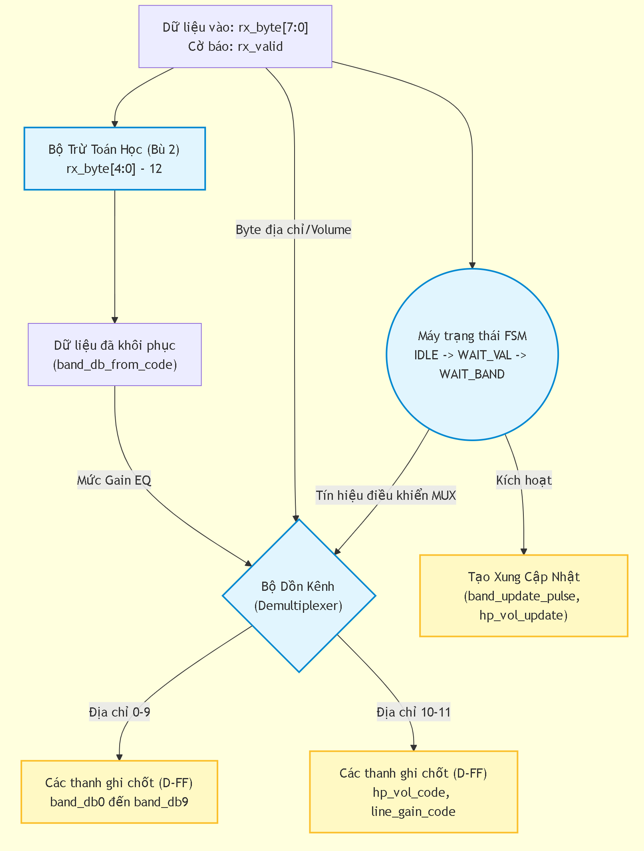 Dữ liệu vào: rx_byte[7:0]
Cờ báo: rx_valid
Bộ Trừ Toán Học (Bù 2)
rx_byte[4:0] - 12
Byte địa chỉ/Volume
Máy trạng thái FSM
IDLE -> WAIT_VAL ->
WAIT_BAND
Dữ liệu đã khôi phục
(band_db_from_code)
Mức Gain EQ
Tín hiệu điều khiển MUX
Kích hoạt
Bộ Dồn Kênh
(Demultiplexer)
Tạo Xung Cập Nhật
(band_update_pulse,
hp_vol_update)
Địa chỉ 0-9
Địa chỉ 10-11
Các thanh ghi chốt (D-FF)
band_db0 đến band_db9
Các thanh ghi chốt (D-FF)
hp_vol_code,
line_gain_code